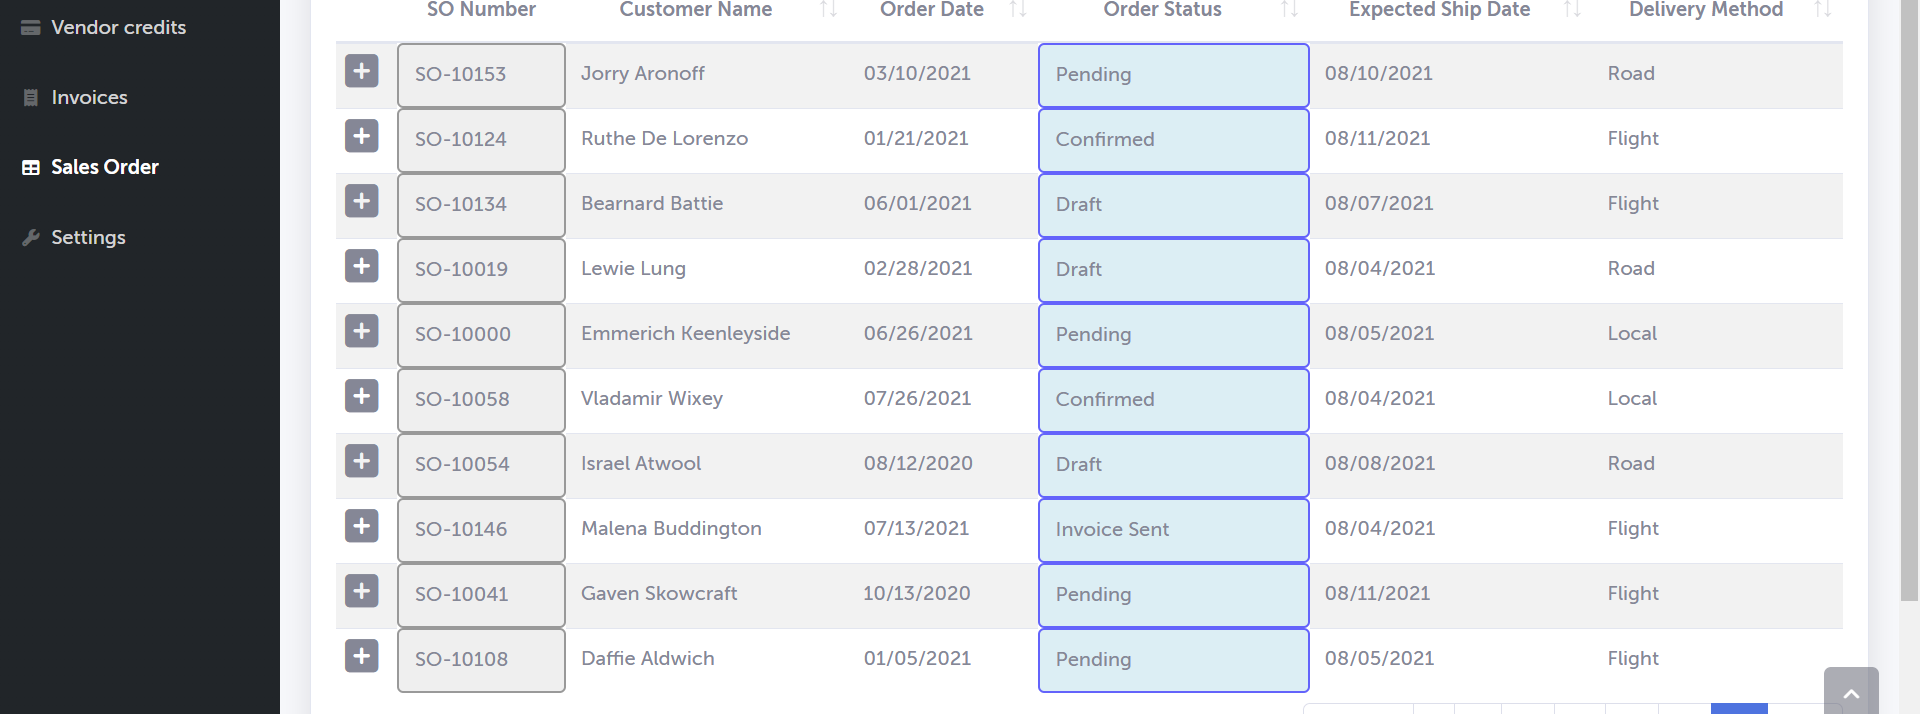 Vendor credits
Invoices
Sales Order
Settings
SO Number Customer Name Order Date Order Status Expected Ship Date Delivery Method
SO-10153 Jorry Aronoff 03/10/2021 Pending 08/10/2021 Road
SO-10124 Ruthe De Lorenzo 01/21/2021 Confirmed 08/11/2021 Flight
SO-10134 Bearnard Battie 06/01/2021 Draft 08/07/2021 Flight
SO-10019 Lewie Lung 02/28/2021 Draft 08/04/2021 Road
SO-10000 Emmerich Keenleyside 06/26/2021 Pending 08/05/2021 Local
SO-10058 Vladamir Wixey 07/26/2021 Confirmed 08/04/2021 Local
SO-10054 Israel Atwool 08/12/2020 Draft 08/08/2021 Road
SO-10146 Malena Buddington 07/13/2021 Invoice Sent 08/04/2021 Flight
SO-10041 Gaven Skowcraft 10/13/2020 Pending 08/11/2021 Flight
SO-10108 Daffie Aldwich 01/05/2021 Pending 08/05/2021 Flight